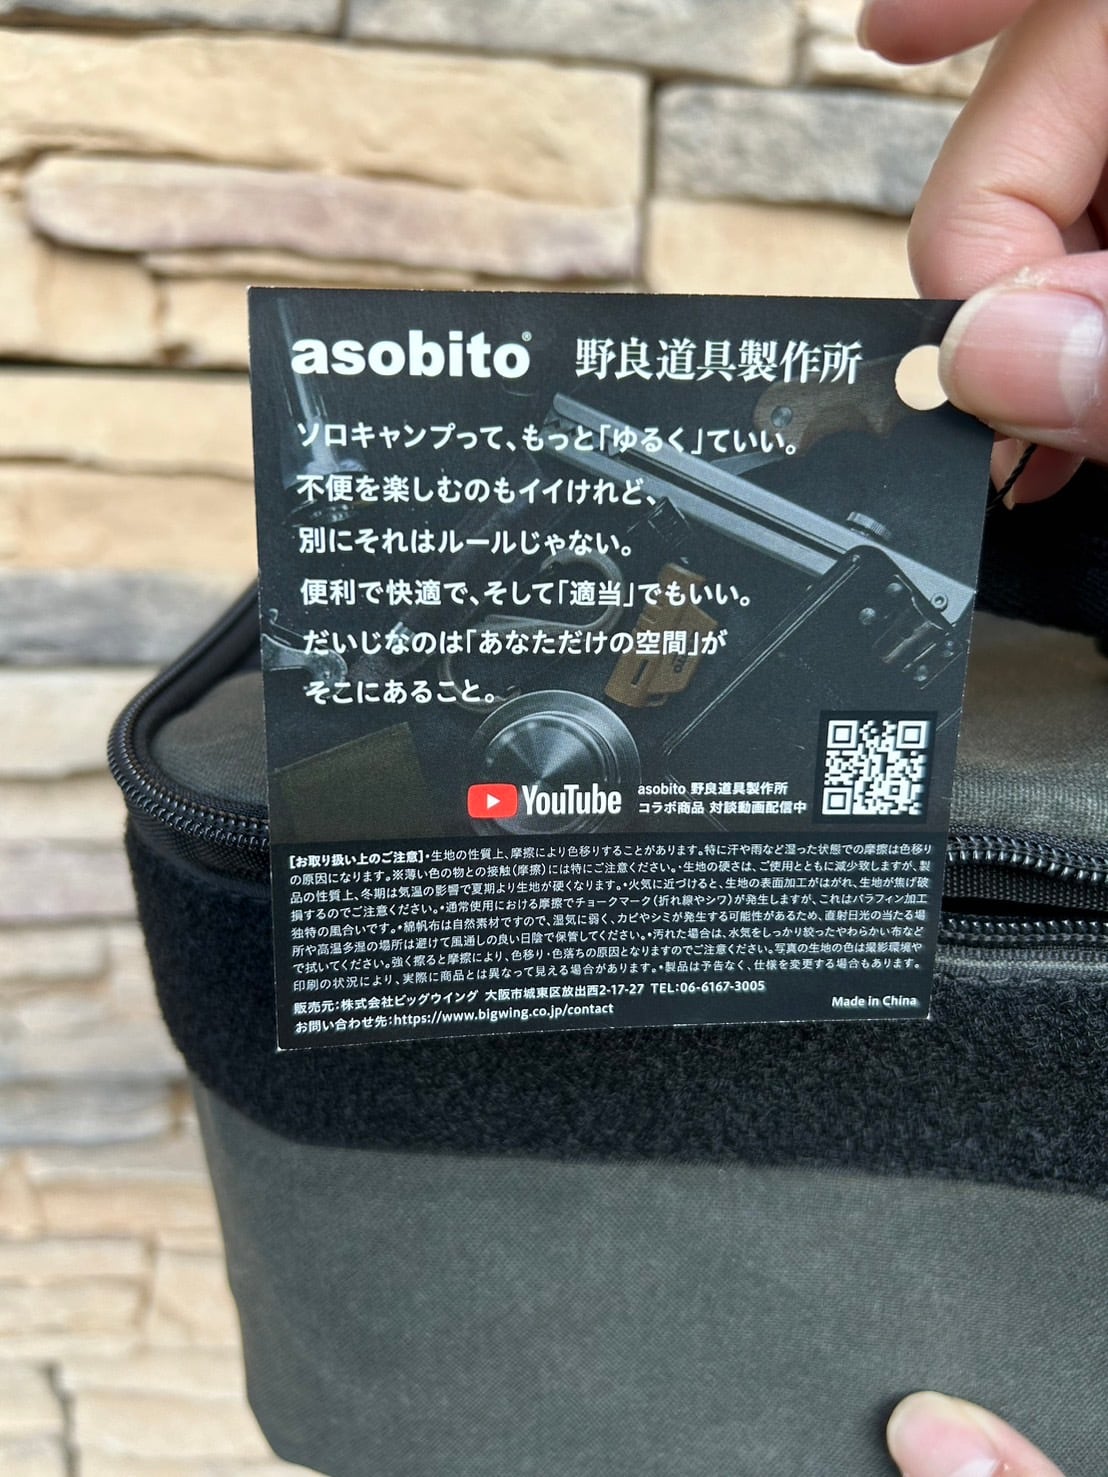 asobito® 野良道具製作所
ソロキャンプって、もっと「ゆるく」ていい。
不便を楽しむのもイイけれど、
別にそれはルールじゃない。
便利で快適で、そして「適当」でもいい。
だいじなのは「あなただけの空間」が
そこにあること。
YouTube
asobito 野良道具製作所
コラボ商品 対談動画配信中
【お取り扱い上のご注意】・生地の性質上、摩擦により色移りすることがあります。特に汗や雨など湿った状態での摩擦は色移り
の原因になります。※薄い色の物との接触(摩擦)には特にご注意ください。・生地の硬さは、ご使用とともに減少致しますが、製
品の性質上、冬期は気温の影響で夏期より生地が硬くなります。・火気に近づけると、生地の表面加工がはがれ、生地が焦げ破
損するのでご注意ください。・通常使用における摩擦でチョークマーク(折れ線やシワ)が発生しますが、これはパラフィン加工
独特の風合いです。・綿帆布は自然素材ですので、湿気に弱く、カビやシミが発生する可能性があるため、直射日光の当たる場
所や高温多湿の場所は避けて風通しの良い日陰で保管してください。・汚れた場合は、水気をしっかり絞ったやわらかい布など
で拭いてください。強く擦ると摩擦により、色移り・色落ちの原因となりますのでご注意ください。写真の生地の色は撮影環境や
印刷の状況により、実際に商品とは異なって見える場合があります。・製品は予告なく、仕様を変更する場合もあります。
販売元:株式会社ビッグウイング 大阪市城東区放出西2-17-27 TEL:06-6167-3005
お問い合わせ先:https://www.bigwing.co.jp/contact
Made in China